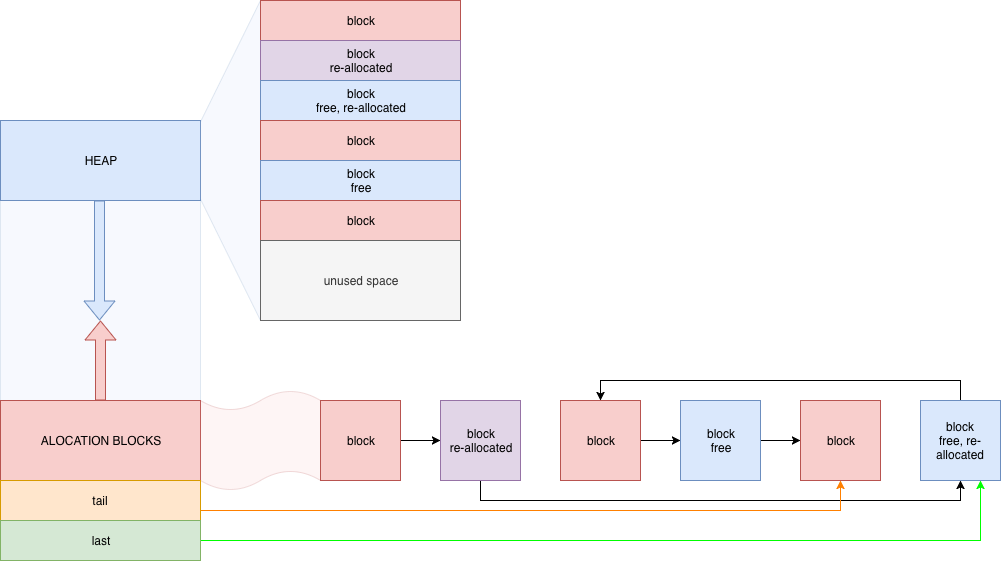 block
block
re-allocated
block
free, re-allocated
block
block
free
block
unused space
HEAP
ALOCATION BLOCKS
tail
last
block
block
re-allocated
block
block
free
block
block
free, re-
allocated